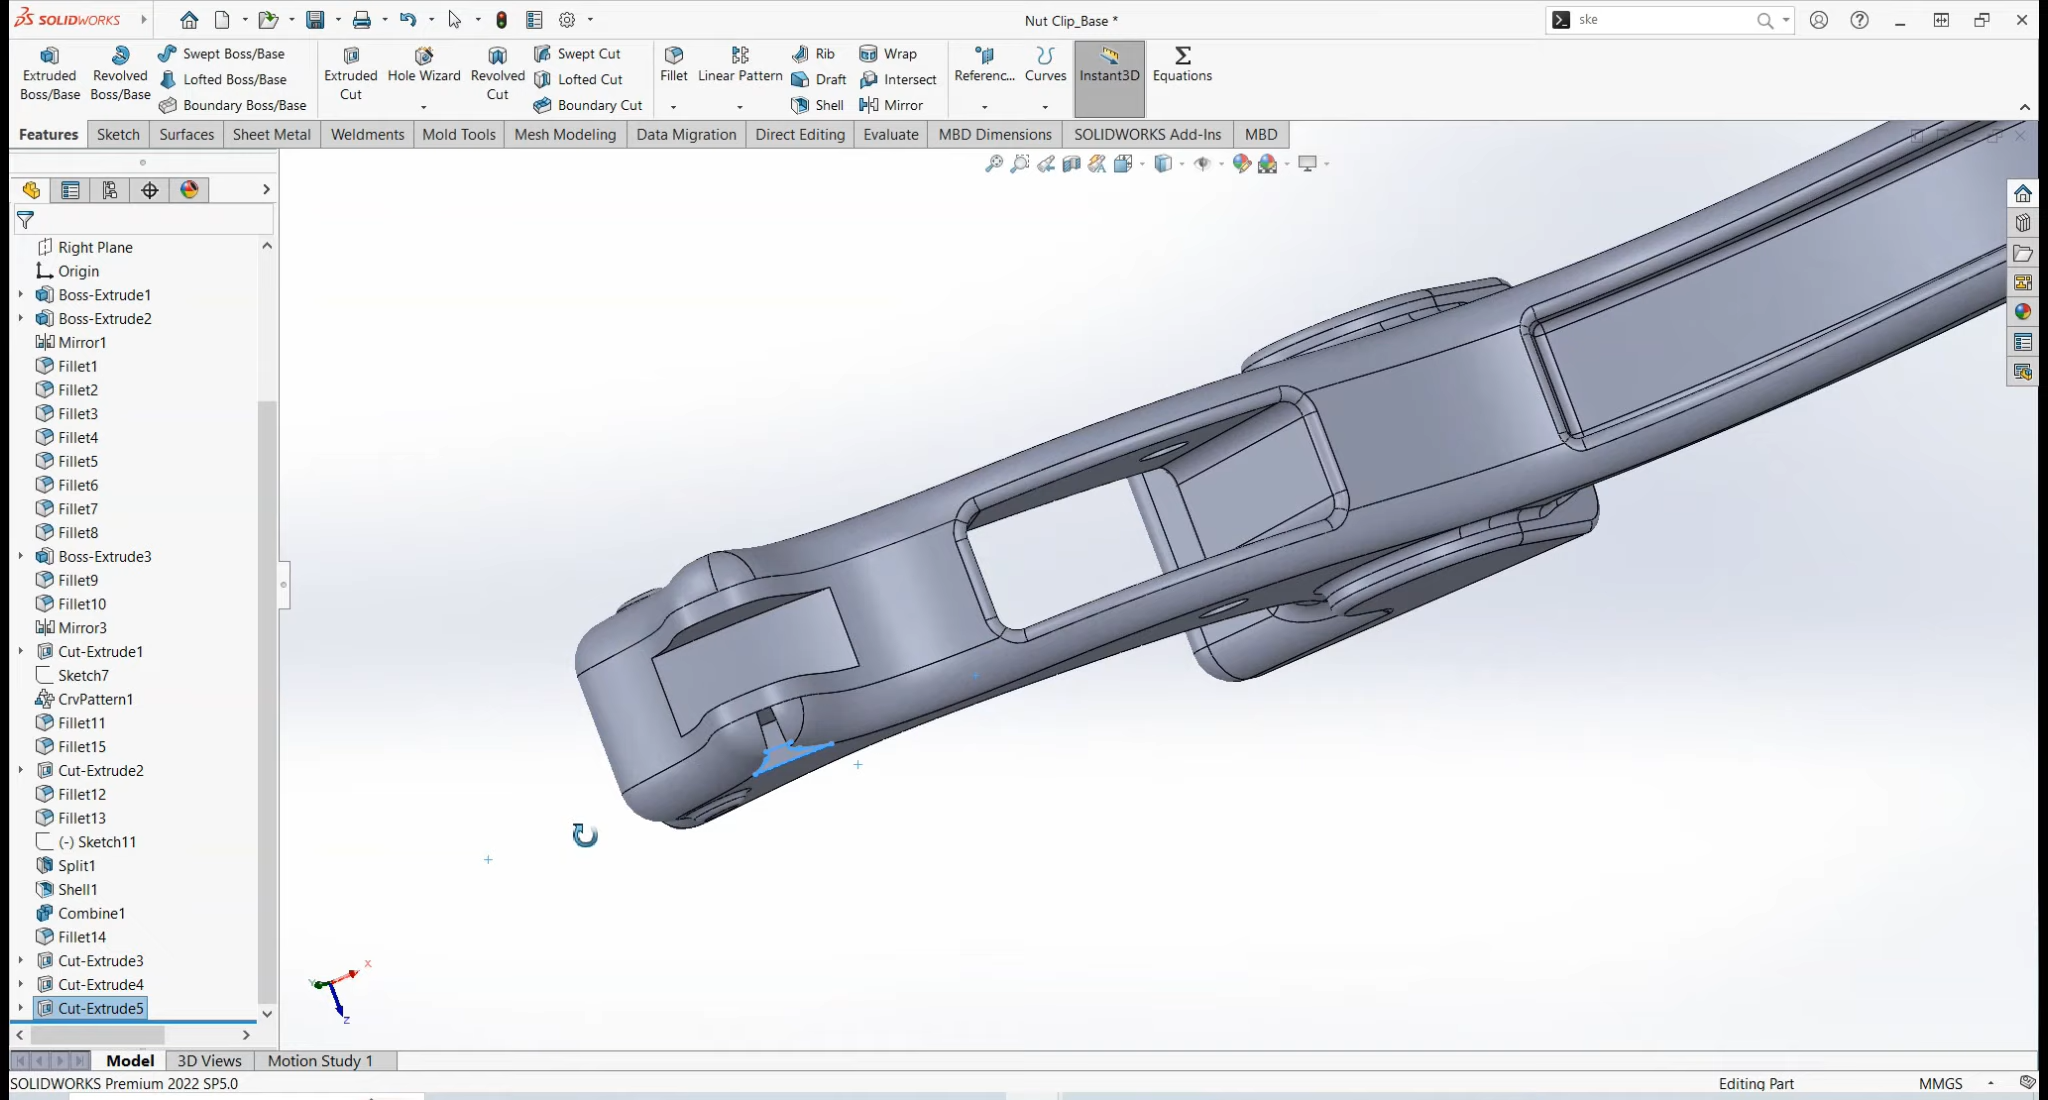 SOLIDWORKS
Nut Clip_Base *
ske
Extruded Boss/Base
Revolved Boss/Base
Swept Boss/Base
Lofted Boss/Base
Boundary Boss/Base
Extruded Cut
Hole Wizard
Revolved Cut
Swept Cut
Lofted Cut
Boundary Cut
Fillet
Linear Pattern
Rib
Draft
Shell
Wrap
Intersect
Mirror
Referenc...
Curves
Instant3D
Equations
Features
Sketch
Surfaces
Sheet Metal
Weldments
Mold Tools
Mesh Modeling
Data Migration
Direct Editing
Evaluate
MBD Dimensions
SOLIDWORKS Add-Ins
MBD
Right Plane
Origin
Boss-Extrude1
Boss-Extrude2
Mirror1
Fillet1
Fillet2
Fillet3
Fillet4
Fillet5
Fillet6
Fillet7
Fillet8
Boss-Extrude3
Fillet9
Fillet10
Mirror3
Cut-Extrude1
Sketch7
CrvPattern1
Fillet11
Fillet15
Cut-Extrude2
Fillet12
Fillet13
(-) Sketch11
Split1
Shell1
Combine1
Fillet14
Cut-Extrude3
Cut-Extrude4
Cut-Extrude5
X
Y
Z
Model
3D Views
Motion Study 1
SOLIDWORKS Premium 2022 SP5.0
Editing Part
MMGS